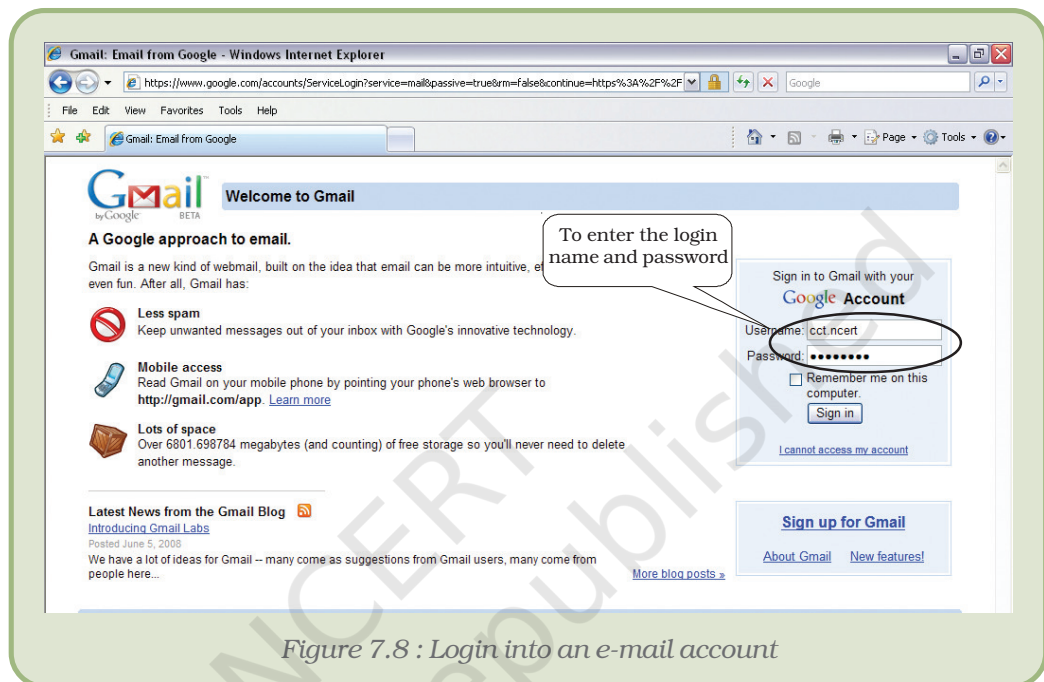 Gmail: Email from Google - Windows Internet Explorer
https://www.google.com/accounts/ServiceLogin?service=mail&passive=true&rm=false&continue=https%3A%2F%2F
Google
File Edit View Favorites Tools Help
Gmail: Email from Google
Page Tools
Gmail
by Google BETA
Welcome to Gmail
A Google approach to email.
Gmail is a new kind of webmail, built on the idea that email can be more intuitive, ef
even fun. After all, Gmail has:
Less spam
Keep unwanted messages out of your inbox with Google's innovative technology.
Mobile access
Read Gmail on your mobile phone by pointing your phone's web browser to
http://gmail.com/app. Learn more
Lots of space
Over 6801.698784 megabytes (and counting) of free storage so you'll never need to delete
another message.
Latest News from the Gmail Blog
Introducing Gmail Labs
Posted June 5, 2008
We have a lot of ideas for Gmail -- many come as suggestions from Gmail users, many come from
people here...
More blog posts »
To enter the login
name and password
Sign in to Gmail with your
Google Account
Username: cct.ncert
Password: ●●●●●●●●
Remember me on this
computer.
Sign in
I cannot access my account
Sign up for Gmail
About Gmail New features!
Figure 7.8 : Login into an e-mail account
NCERT
republished